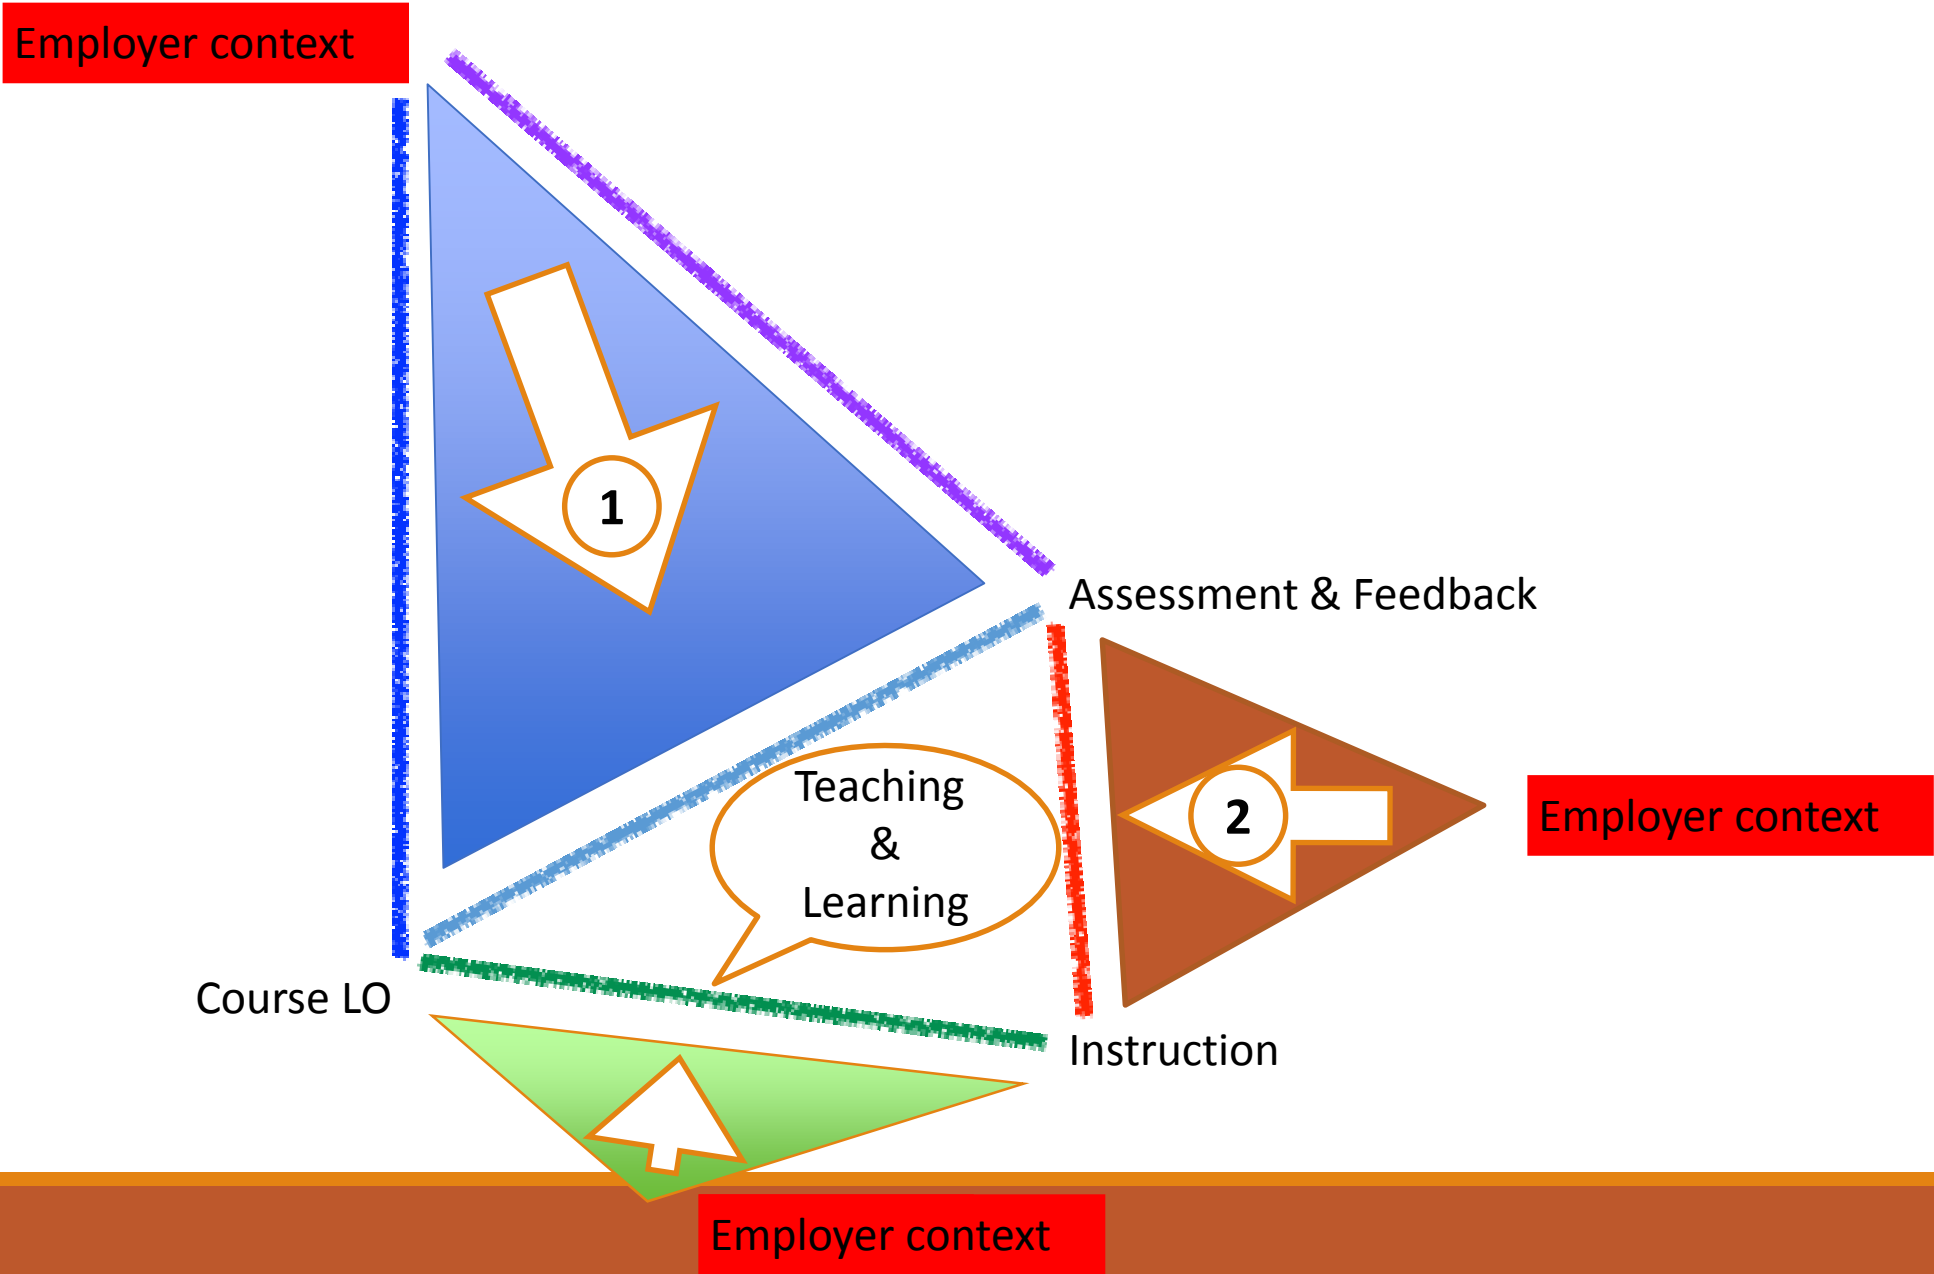 Employer context
1
Assessment & Feedback
Teaching
&
Learning
2
Employer context
Course LO
Instruction
Employer context